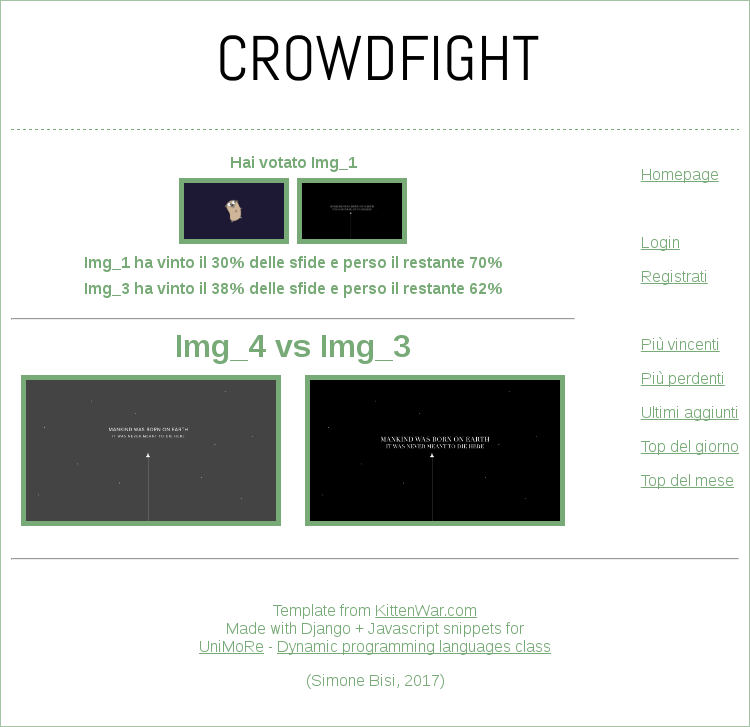 CROWDFIGHT
Hai votato Img_1
Img_1 ha vinto il 30% delle sfide e perso il restante 70%
Img_3 ha vinto il 38% delle sfide e perso il restante 62%
Img_4 vs Img_3
MANKIND WAS BORN ON EARTH
IT WAS NEVER MEANT TO DIE HERE
MANKIND WAS BORN ON EARTH
IT WAS NEVER MEANT TO DIE HERE
Homepage
Login
Registrati
Più vincenti
Più perdenti
Ultimi aggiunti
Top del giorno
Top del mese
Template from KittenWar.com
Made with Django + Javascript snippets for
UniMoRe - Dynamic programming languages class
(Simone Bisi, 2017)